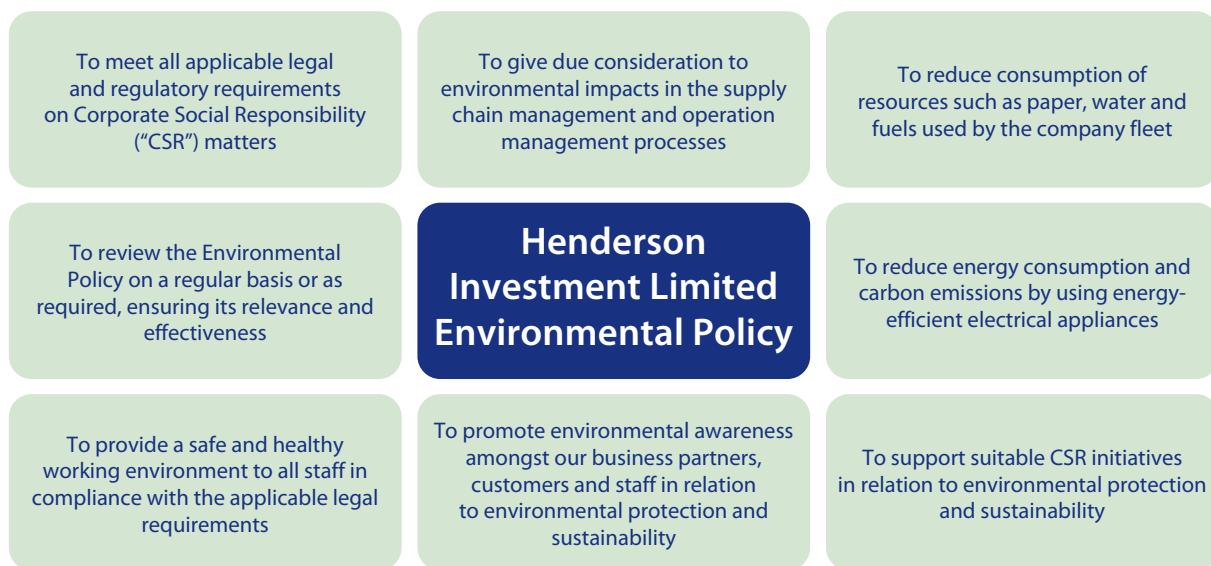 To meet all applicable legal
and regulatory requirements
on Corporate Social Responsibility
(“CSR”) matters
To give due consideration to
environmental impacts in the supply
chain management and operation
management processes
To reduce consumption of
resources such as paper, water and
fuels used by the company fleet
To review the Environmental
Policy on a regular basis or as
required, ensuring its relevance and
effectiveness
Henderson
Investment Limited
Environmental Policy
To reduce energy consumption and
carbon emissions by using energy-
efficient electrical appliances
To provide a safe and healthy
working environment to all staff in
compliance with the applicable legal
requirements
To promote environmental awareness
amongst our business partners,
customers and staff in relation
to environmental protection and
sustainability
To support suitable CSR initiatives
in relation to environmental protection
and sustainability